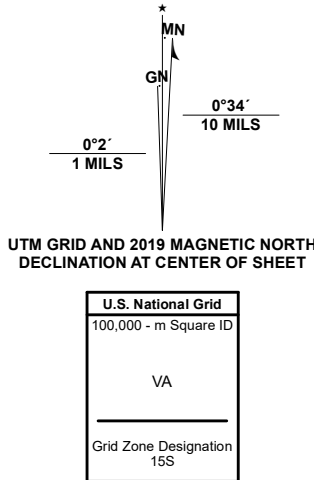 MN
GN
0°34´
10 MILS
0°2´
1 MILS
UTM GRID AND 2019 MAGNETIC NORTH
DECLINATION AT CENTER OF SHEET
U.S. National Grid
100,000 - m Square ID
VA
Grid Zone Designation
15S